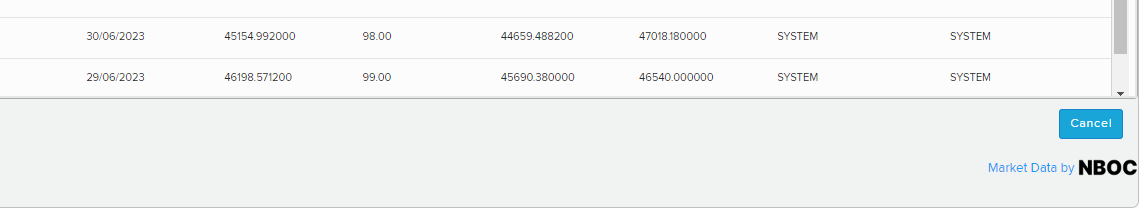 30/06/2023 45154.992000 98.00 44659.488200 47018.180000 SYSTEM SYSTEM
29/06/2023 46198.571200 99.00 45690.380000 46540.000000 SYSTEM SYSTEM
Cancel
Market Data by NBOC